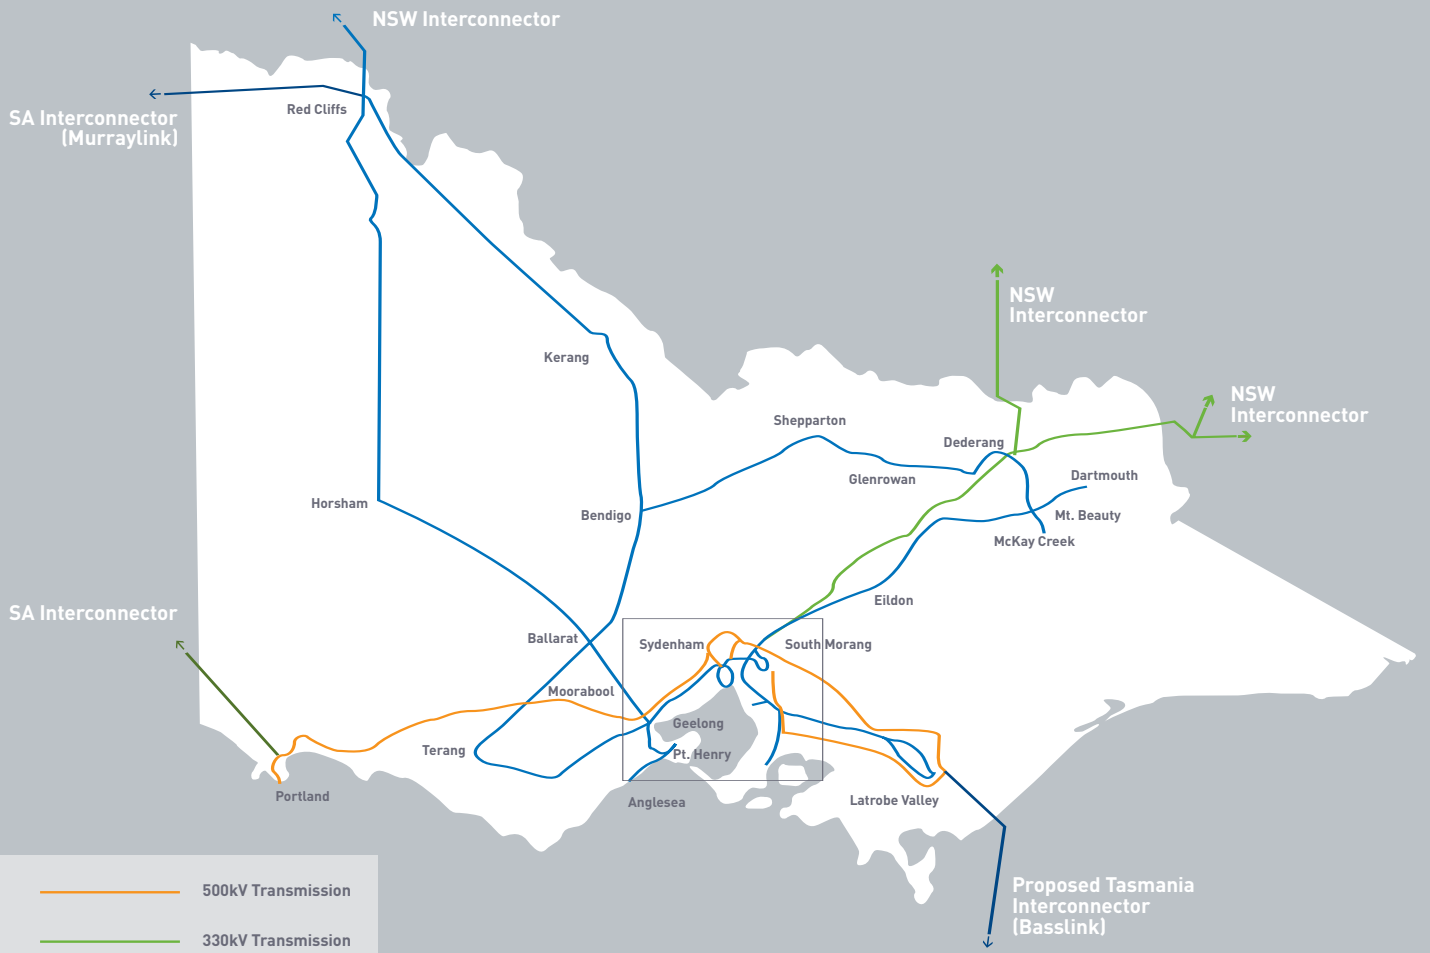 NSW Interconnector
SA Interconnector
(Murraylink)
Red Cliffs
NSW
Interconnector
Kerang
NSW
Interconnector
Shepparton
Dederang
Glenrowan
Dartmouth
Horsham
Bendigo
Mt. Beauty
McKay Creek
SA Interconnector
Eildon
Ballarat
Sydenham
South Morang
Moorabool
Geelong
Terang
Pt. Henry
Portland
Anglesea
Latrobe Valley
500kV Transmission
330kV Transmission
Proposed Tasmania
Interconnector
(Basslink)